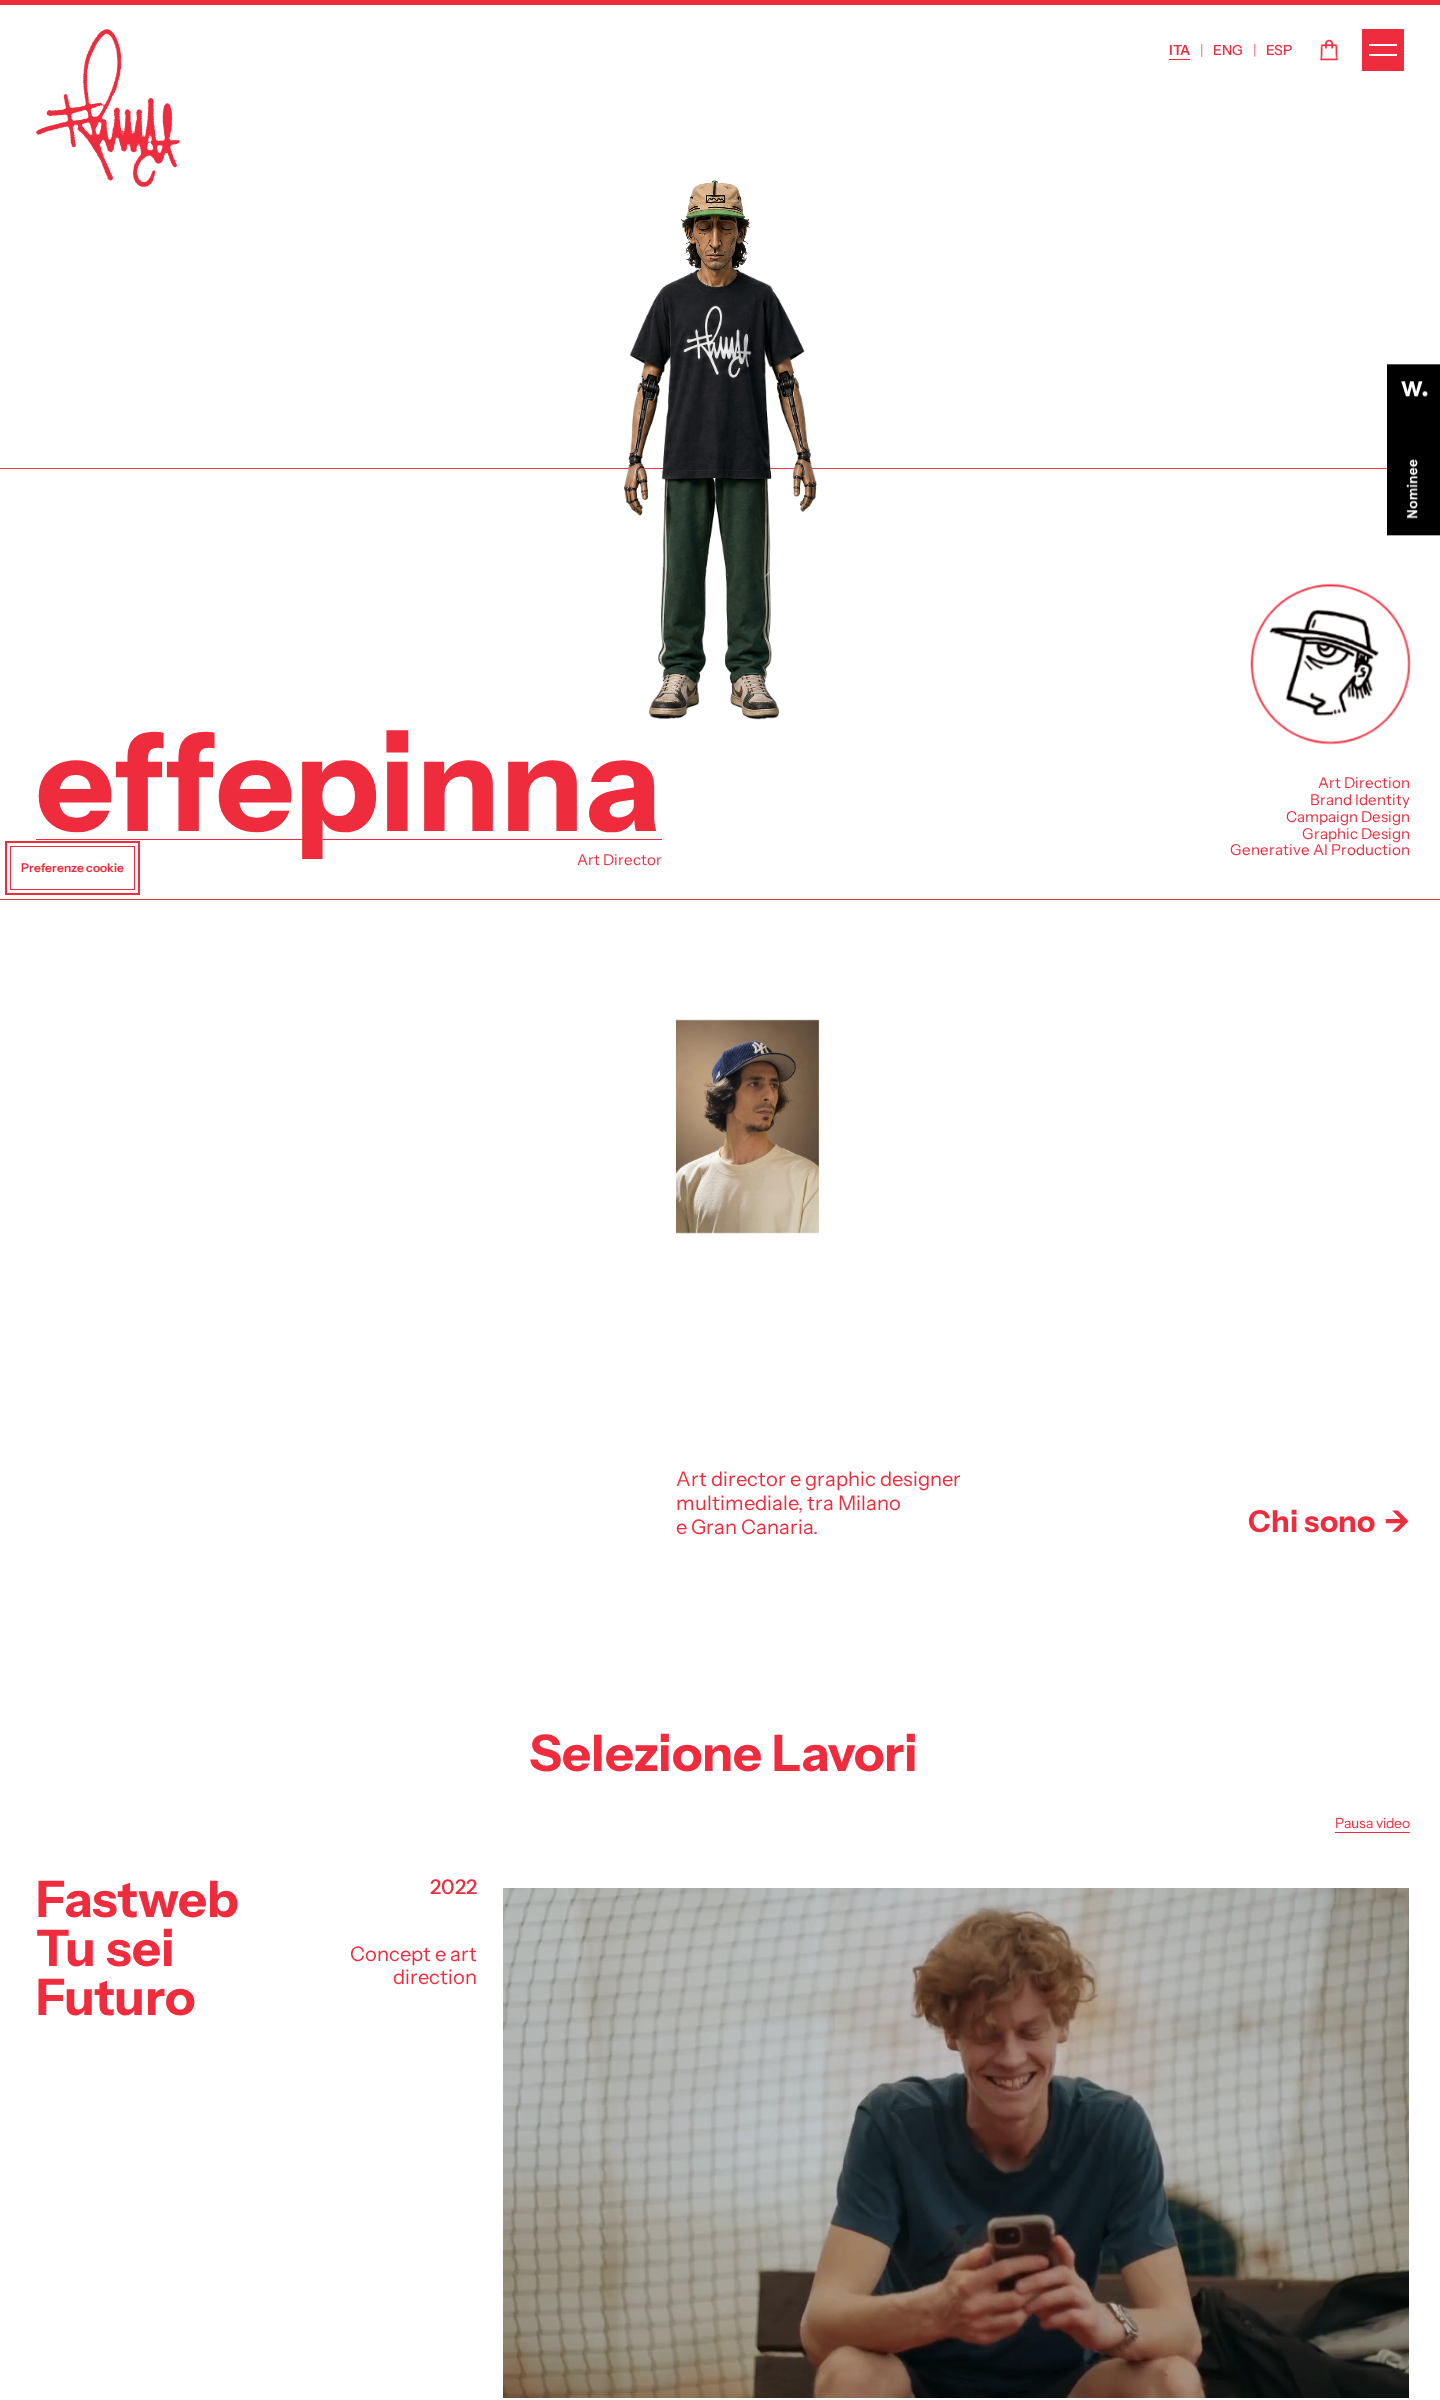 ITA | ENG | ESP
W.
Nominee
effepinna
Art Director
Art Direction
Brand Identity
Campaign Design
Graphic Design
Generative AI Production
Preferenze cookie
Art director e graphic designer
multimediale, tra Milano
e Gran Canaria.
Chi sono →
Selezione Lavori
Pausa video
Fastweb
Tu sei
Futuro
2022
Concept e art
direction